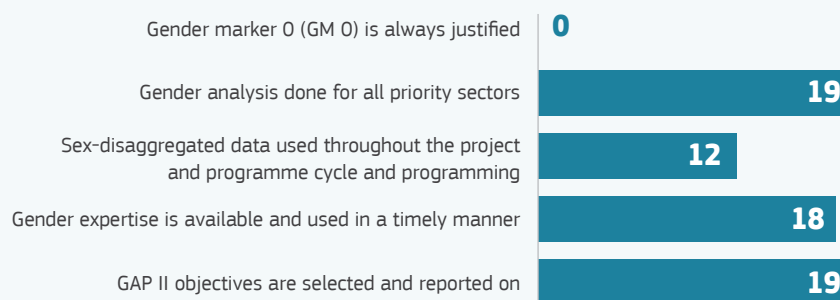 Gender marker 0 (GM 0) is always justified
0
Gender analysis done for all priority sectors
19
Sex-disaggregated data used throughout the project
and programme cycle and programming
12
Gender expertise is available and used in a timely manner
18
GAP II objectives are selected and reported on
19